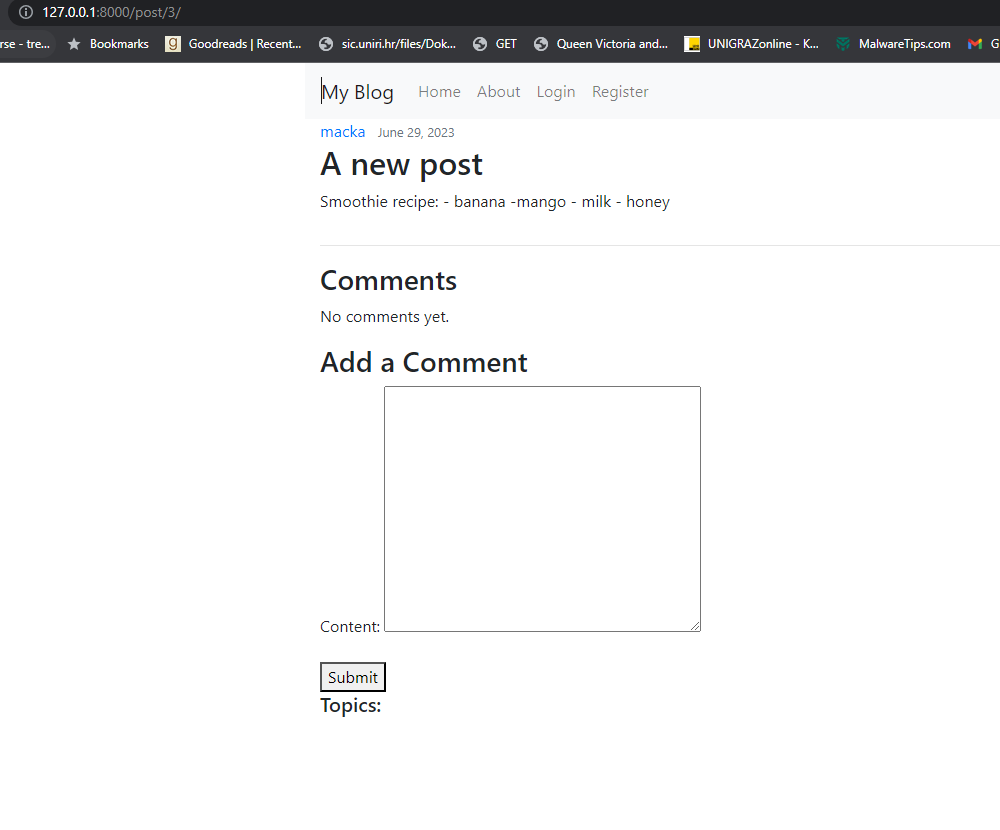 127.0.0.1:8000/post/3/
rse - tre... Bookmarks Goodreads | Recent... sic.uniri.hr/files/Dok... GET Queen Victoria and... UNIGRAZonline - K... MalwareTips.com G
My Blog Home About Login Register
macka June 29, 2023
A new post
Smoothie recipe: - banana -mango - milk - honey
Comments
No comments yet.
Add a Comment
Content:
Submit
Topics: